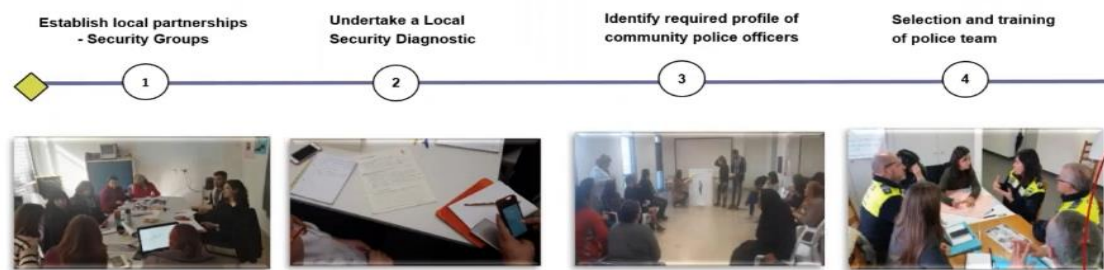 Establish local partnerships
- Security Groups
Undertake a Local
Security Diagnostic
Identify required profile of
community police officers
Selection and training
of police team
1
2
3
4